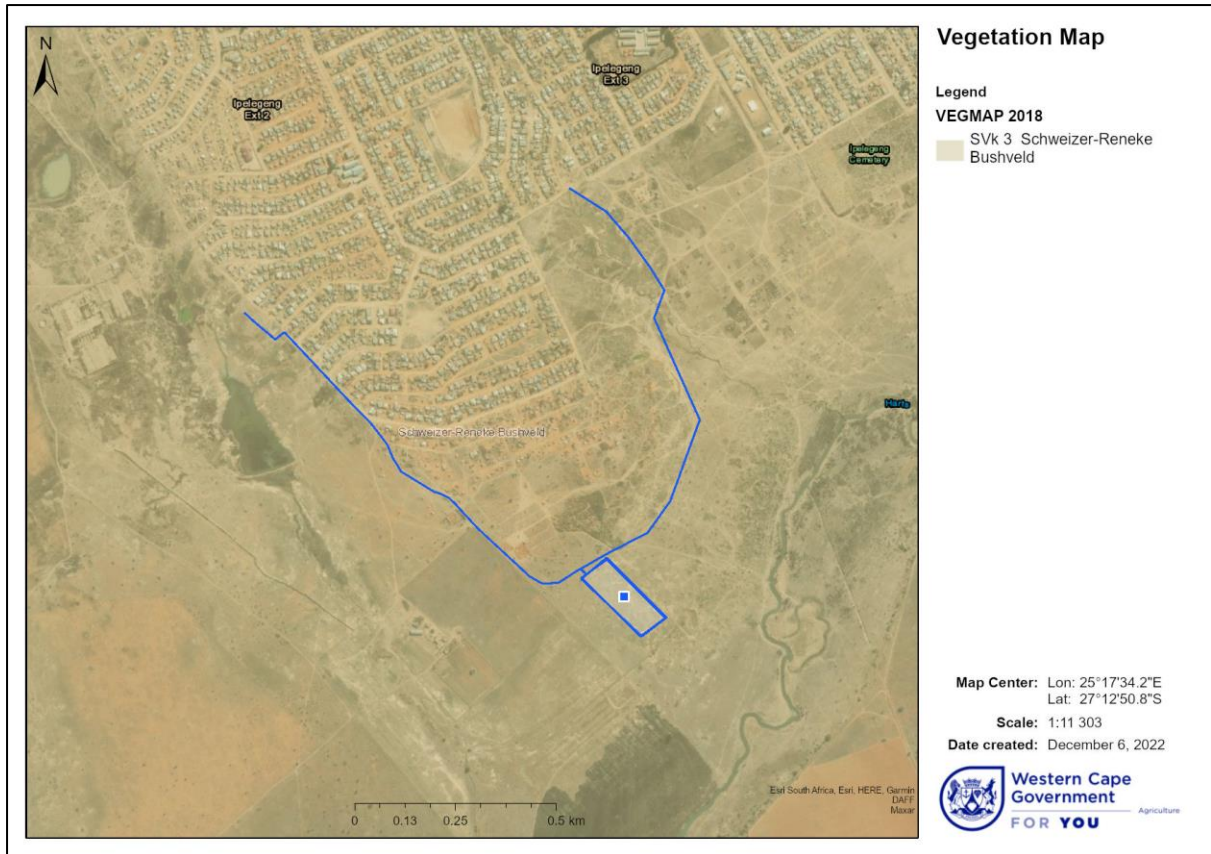 N
Ipelegeng
Ext 2
Ipelegeng
Ext 3
Ipelegeng
Cemetery
Harts
Schweizer-Reneke Bushveld
0 0.13 0.25 0.5 km
Esri South Africa, Esri, HERE, Garmin
DAFF
Maxar
Vegetation Map
Legend
VEGMAP 2018
SVk 3 Schweizer-Reneke
Bushveld
Map Center: Lon: 25°17'34.2"E
Lat: 27°12'50.8"S
Scale: 1:11 303
Date created: December 6, 2022
Western Cape
Government
Agriculture
FOR YOU